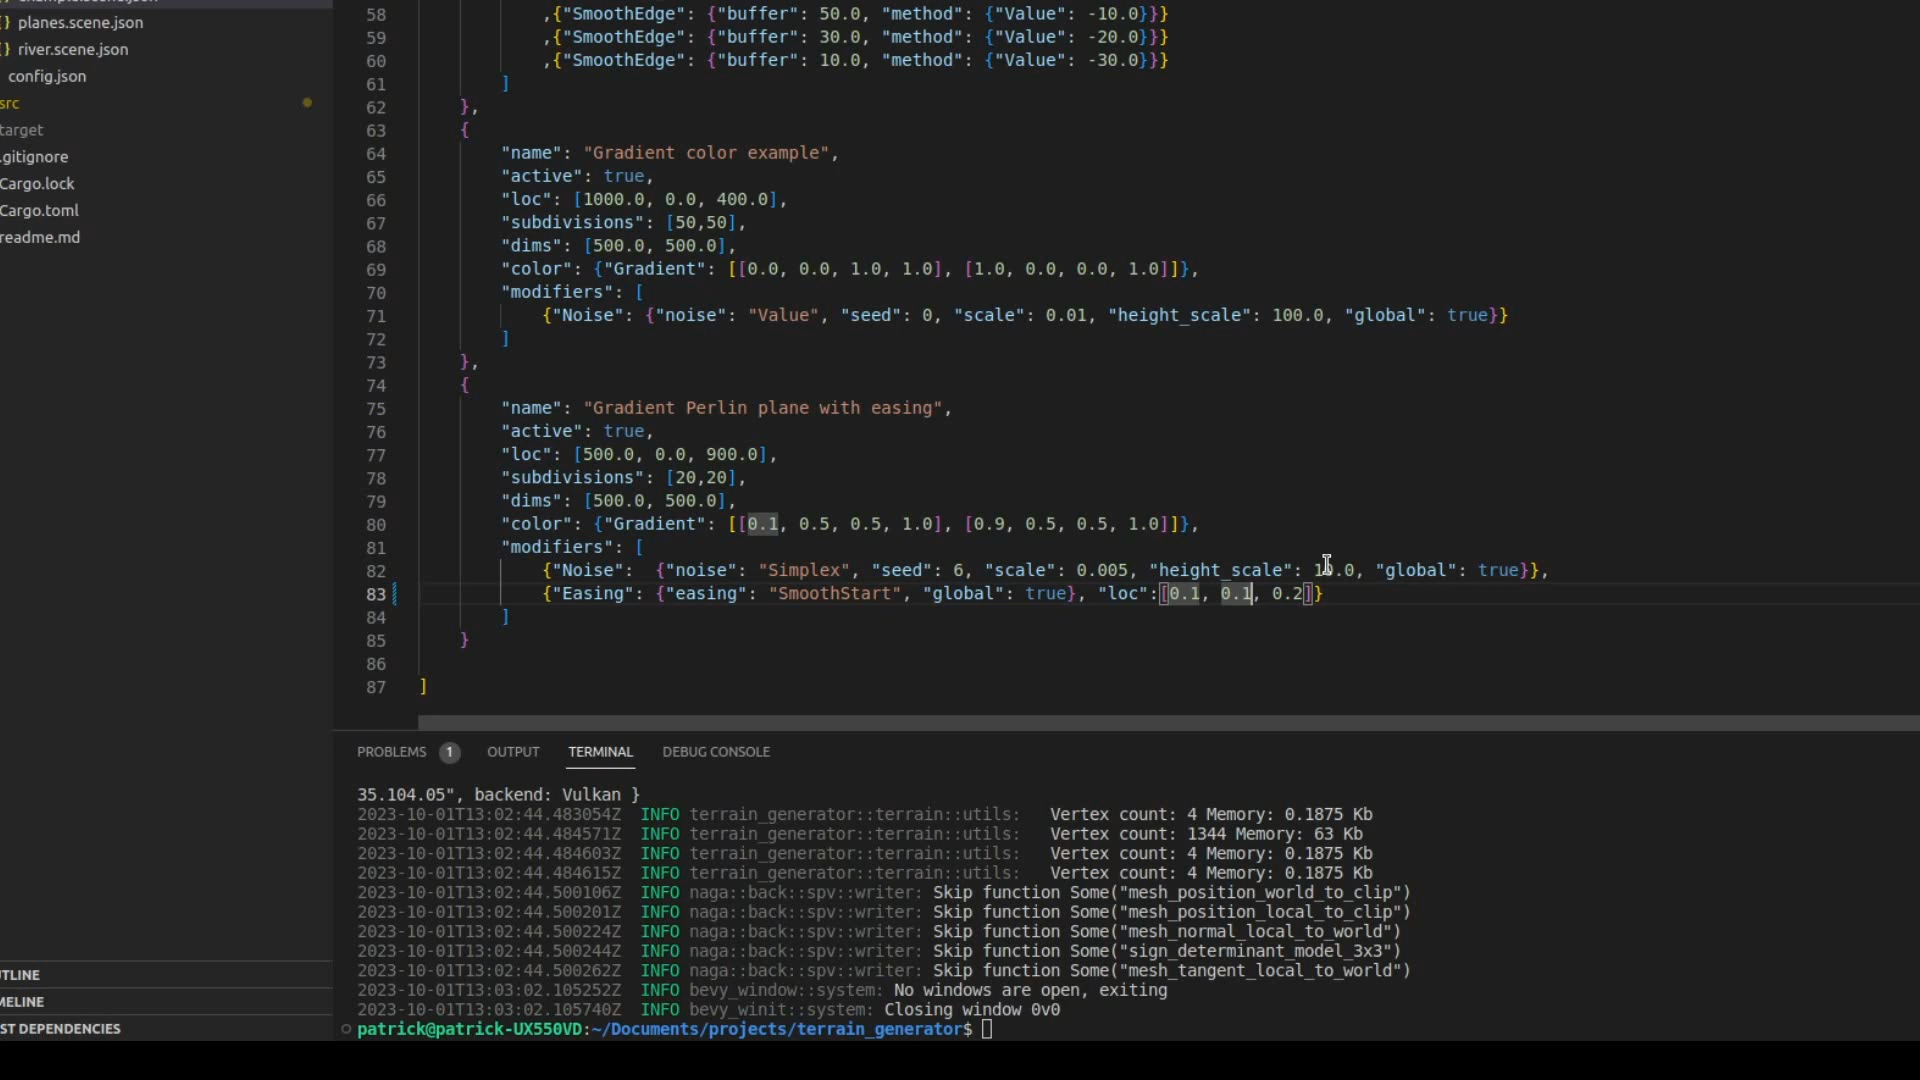 planes.scene.json
river.scene.json
config.json
src
target
.gitignore
Cargo.lock
Cargo.toml
readme.md
TLINE
MELINE
ST DEPENDENCIES
58 ,{"SmoothEdge": {"buffer": 50.0, "method": {"Value": -10.0}}}
59 ,{"SmoothEdge": {"buffer": 30.0, "method": {"Value": -20.0}}}
60 ,{"SmoothEdge": {"buffer": 10.0, "method": {"Value": -30.0}}}
61 ]
62 },
63 {
64 "name": "Gradient color example",
65 "active": true,
66 "loc": [1000.0, 0.0, 400.0],
67 "subdivisions": [50,50],
68 "dims": [500.0, 500.0],
69 "color": {"Gradient": [[0.0, 0.0, 1.0, 1.0], [1.0, 0.0, 0.0, 1.0]]},
70 "modifiers": [
71 {"Noise": {"noise": "Value", "seed": 0, "scale": 0.01, "height_scale": 100.0, "global": true}}
72 ]
73 },
74 {
75 "name": "Gradient Perlin plane with easing",
76 "active": true,
77 "loc": [500.0, 0.0, 900.0],
78 "subdivisions": [20,20],
79 "dims": [500.0, 500.0],
80 "color": {"Gradient": [[0.1, 0.5, 0.5, 1.0], [0.9, 0.5, 0.5, 1.0]]},
81 "modifiers": [
82 {"Noise": {"noise": "Simplex", "seed": 6, "scale": 0.005, "height_scale": 10.0, "global": true}},
83 {"Easing": {"easing": "SmoothStart", "global": true}, "loc":[0.1, 0.1, 0.2]}
84 ]
85 }
86
87 ]
PROBLEMS 1 OUTPUT TERMINAL DEBUG CONSOLE
35.104.05", backend: Vulkan }
2023-10-01T13:02:44.483054Z INFO terrain_generator::terrain::utils: Vertex count: 4 Memory: 0.1875 Kb
2023-10-01T13:02:44.484571Z INFO terrain_generator::terrain::utils: Vertex count: 1344 Memory: 63 Kb
2023-10-01T13:02:44.484603Z INFO terrain_generator::terrain::utils: Vertex count: 4 Memory: 0.1875 Kb
2023-10-01T13:02:44.484615Z INFO terrain_generator::terrain::utils: Vertex count: 4 Memory: 0.1875 Kb
2023-10-01T13:02:44.500106Z INFO naga::back::spv::writer: Skip function Some("mesh_position_world_to_clip")
2023-10-01T13:02:44.500201Z INFO naga::back::spv::writer: Skip function Some("mesh_position_local_to_clip")
2023-10-01T13:02:44.500224Z INFO naga::back::spv::writer: Skip function Some("mesh_normal_local_to_world")
2023-10-01T13:02:44.500244Z INFO naga::back::spv::writer: Skip function Some("sign_determinant_model_3x3")
2023-10-01T13:02:44.500262Z INFO naga::back::spv::writer: Skip function Some("mesh_tangent_local_to_world")
2023-10-01T13:03:02.105252Z INFO bevy_window::system: No windows are open, exiting
2023-10-01T13:03:02.105740Z INFO bevy_winit::system: Closing window 0v0
patrick@patrick-UX550VD:~/Documents/projects/terrain_generator$